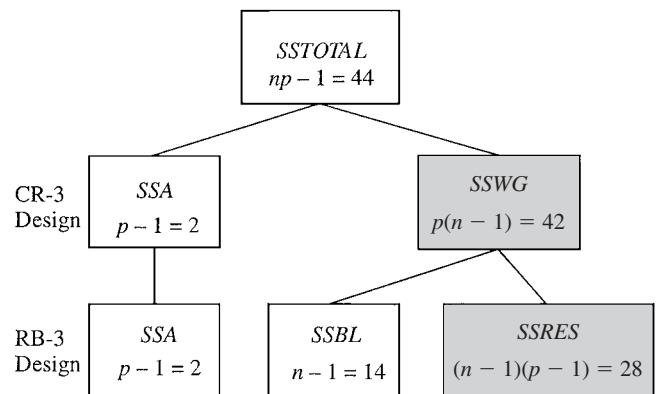 SSTOTAL
np – 1 = 44
CR-3
Design
SSA
p – 1 = 2
SSWG
p(n − 1) = 42
RB-3
Design
SSA
p – 1 = 2
SSBL
n – 1 = 14
SSRES
(n − 1)(p − 1) = 28